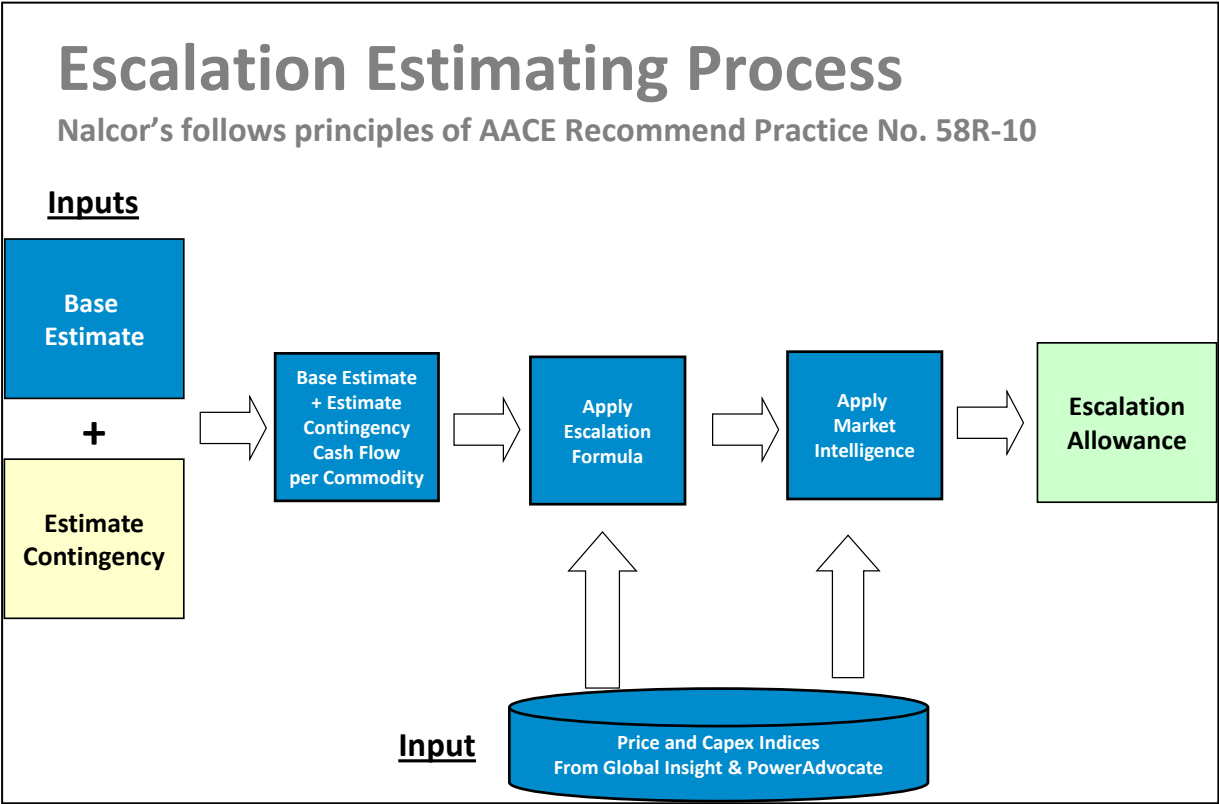 Escalation Estimating Process
Nalcor's follows principles of AACE Recommend Practice No. 58R-10
Inputs
Base
Estimate
+
Estimate
Contingency
Base Estimate
+ Estimate
Contingency
Cash Flow
per Commodity
Apply
Escalation
Formula
Apply
Market
Intelligence
Escalation
Allowance
Input
Price and Capex Indices
From Global Insight & PowerAdvocate